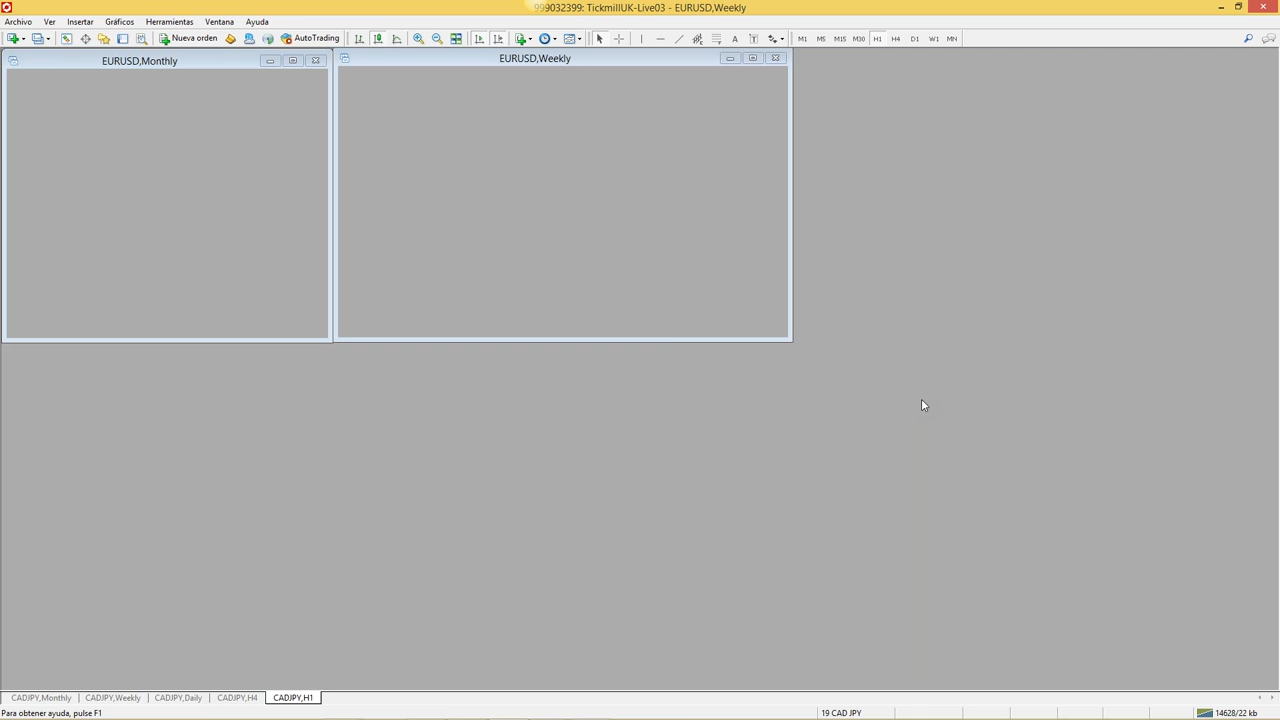 999032399: TickmillUK-Live03 - EURUSD,Weekly
Archivo Ver Insertar Gráficos Herramientas Ventana Ayuda
Nueva orden AutoTrading A T M1 M5 M15 M30 H1 H4 D1 W1 MN
EURUSD,Monthly
EURUSD,Weekly
CADJPY,Monthly CADJPY,Weekly CADJPY,Daily CADJPY,H4 CADJPY,H1
Para obtener ayuda, pulse F1 19 CAD JPY 14628/22 kb